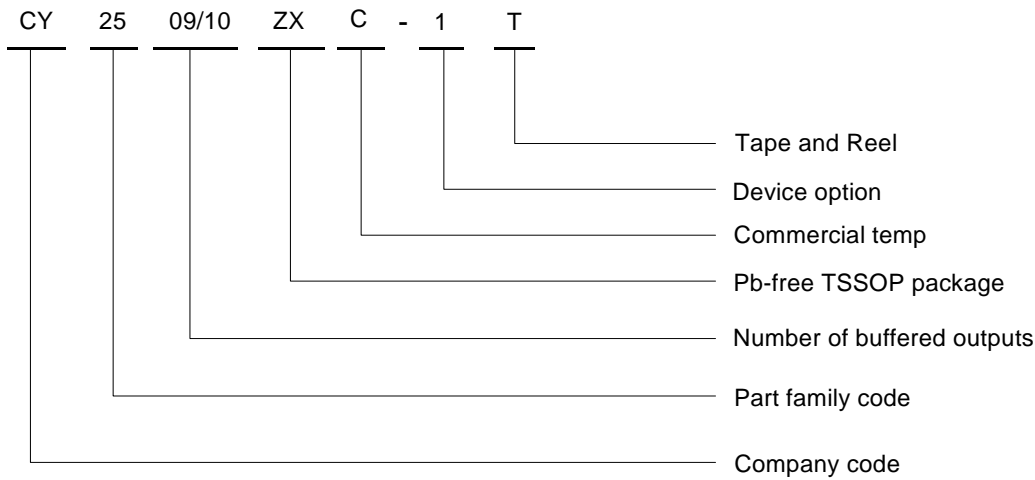 CY 25 09/10 ZX C - 1 T
Tape and Reel
Device option
Commercial temp
Pb-free TSSOP package
Number of buffered outputs
Part family code
Company code